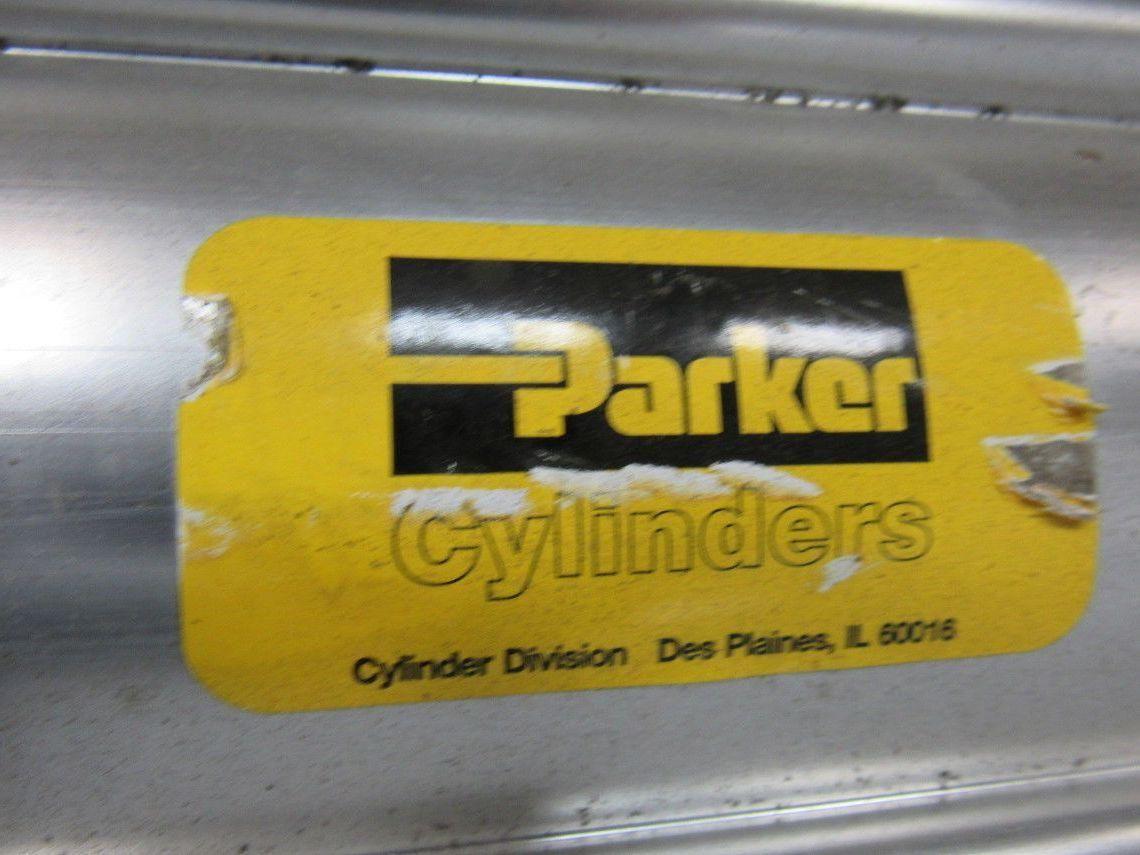 Parker
Cylinders
Cylinder Division Des Plaines, IL 60016